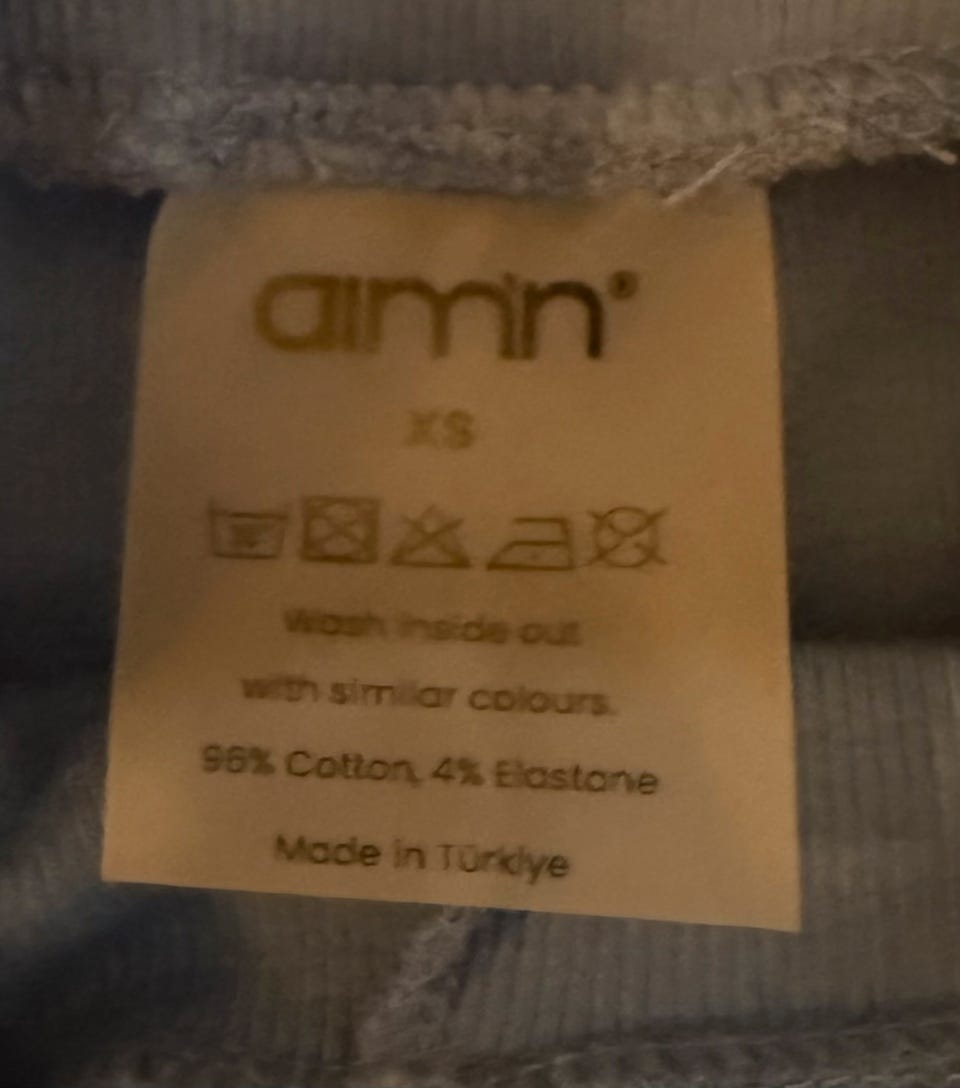 aim'n®
XS
Wash inside out
with similar colours.
96% Cotton, 4% Elastane
Made in Türkiye